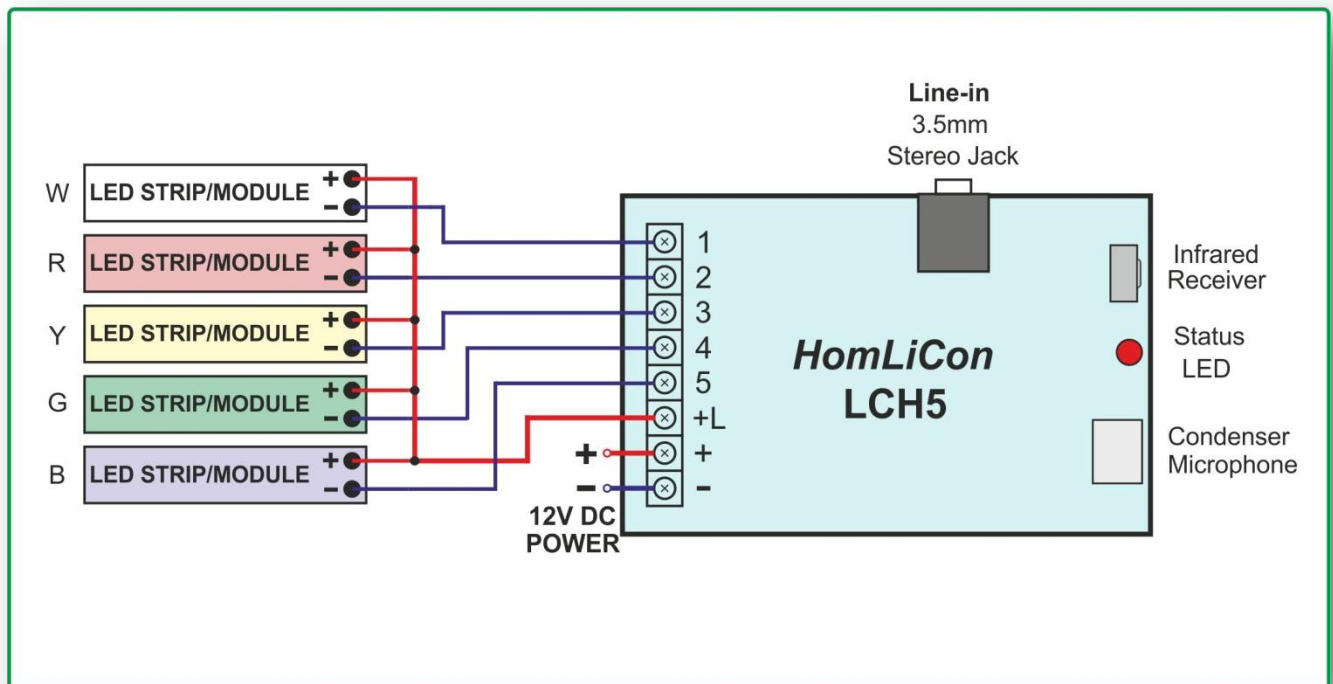 Line-in
3.5mm
Stereo Jack
W LED STRIP/MODULE + -
R LED STRIP/MODULE + -
Y LED STRIP/MODULE + -
G LED STRIP/MODULE + -
B LED STRIP/MODULE + -
1
2
3
4
5
+L
+ +
- -
12V DC
POWER
HomLiCon
LCH5
Infrared
Receiver
Status
LED
Condenser
Microphone